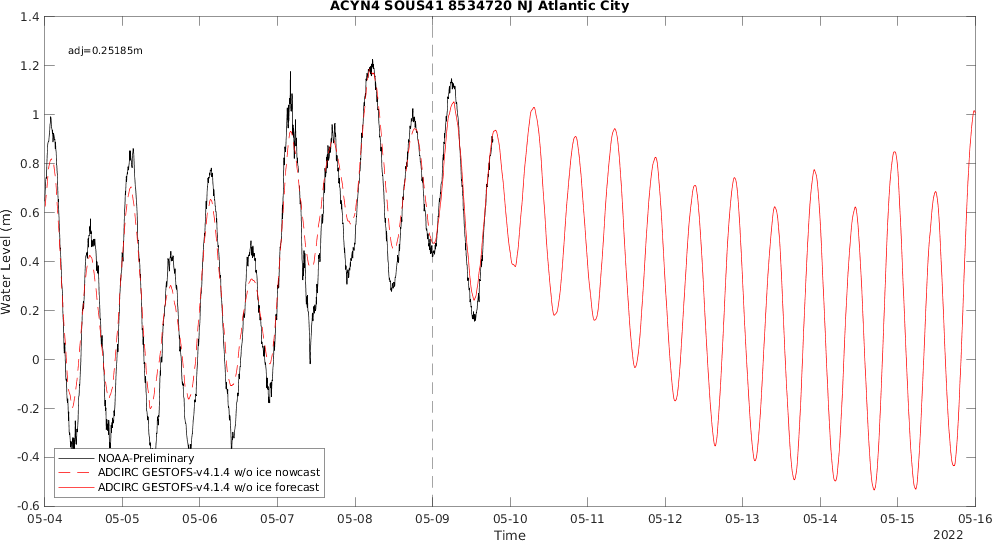 ACYN4 SOUS41 8534720 NJ Atlantic City
adj=0.25185m
Water Level (m)
1.4
1.2
1
0.8
0.6
0.4
0.2
0
-0.2
-0.4
-0.6
NOAA-Preliminary
ADCIRC GESTOFS-v4.1.4 w/o ice nowcast
ADCIRC GESTOFS-v4.1.4 w/o ice forecast
05-04 05-05 05-06 05-07 05-08 05-09 05-10 05-11 05-12 05-13 05-14 05-15 05-16
Time
2022